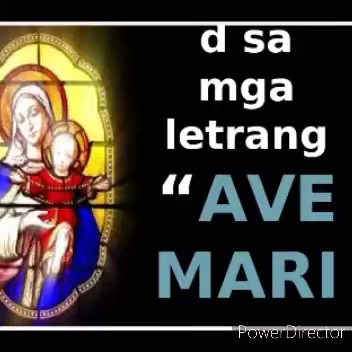 d sa
mga
letrang
“AVE
MARI
PowerDirector